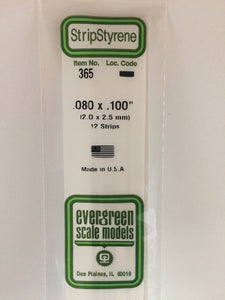 StripStyrene
Item No. Loc. Code
365
.080 x .100"
(2.0 x 2.5 mm)
12 Strips
Made in U.S.A
evergreen
scale models
Des Plaines, IL 60018